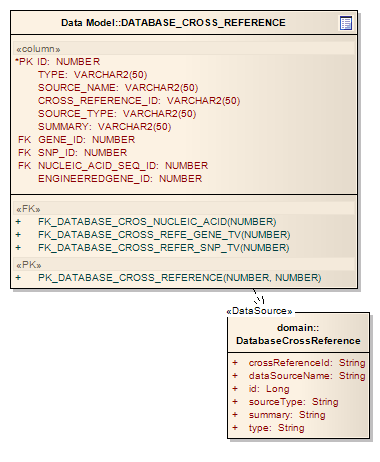 Data Model::DATABASE_CROSS_REFERENCE
«column»
*PK ID: NUMBER
TYPE: VARCHAR2(50)
SOURCE_NAME: VARCHAR2(50)
CROSS_REFERENCE_ID: VARCHAR2(50)
SOURCE_TYPE: VARCHAR2(50)
SUMMARY: VARCHAR2(50)
FK GENE_ID: NUMBER
FK SNP_ID: NUMBER
FK NUCLEIC_ACID_SEQ_ID: NUMBER
ENGINEEREDGENE_ID: NUMBER
«FK»
+ FK_DATABASE_CROS_NUCLEIC_ACID(NUMBER)
+ FK_DATABASE_CROSS_REFE_GENE_TV(NUMBER)
+ FK_DATABASE_CROSS_REFER_SNP_TV(NUMBER)
«PK»
+ PK_DATABASE_CROSS_REFERENCE(NUMBER, NUMBER)
«DataSource»
domain::
DatabaseCrossReference
+ crossReferenceId: String
+ dataSourceName: String
+ id: Long
+ sourceType: String
+ summary: String
+ type: String